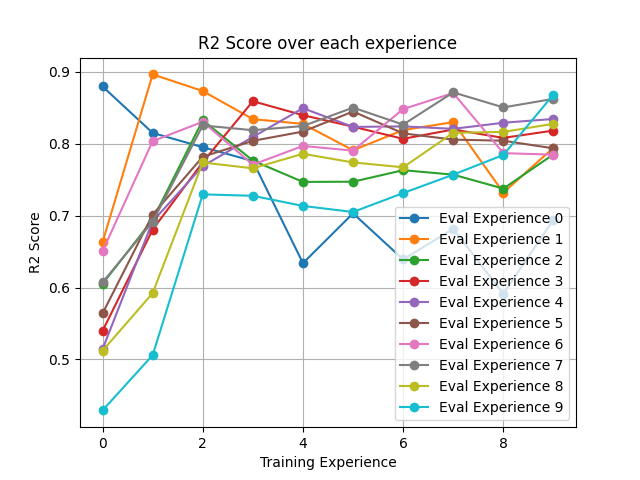 R2 Score over each experience
0.9
0.8
0.7
0.6
0.5
R2 Score
0
2
4
6
8
Training Experience
Eval Experience 0
Eval Experience 1
Eval Experience 2
Eval Experience 3
Eval Experience 4
Eval Experience 5
Eval Experience 6
Eval Experience 7
Eval Experience 8
Eval Experience 9